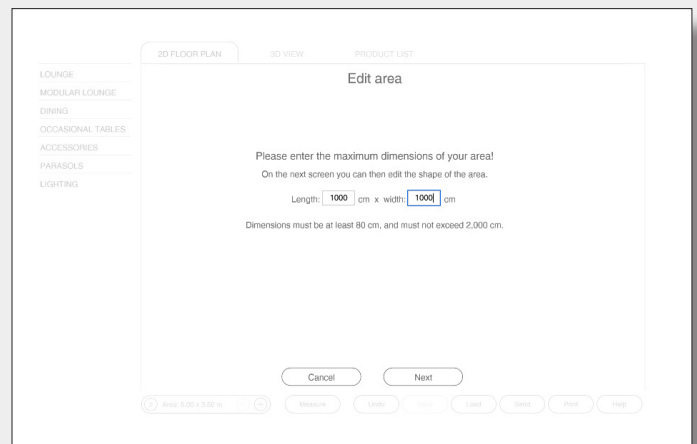 2D FLOOR PLAN
3D VIEW
PRODUCT LIST
LOUNGE
MODULAR LOUNGE
DINING
OCCASIONAL TABLES
ACCESSORIES
PARASOLS
LIGHTING
Edit area
Please enter the maximum dimensions of your area!
On the next screen you can then edit the shape of the area.
Length: 1000 cm x width: 1000 cm
Dimensions must be at least 80 cm, and must not exceed 2,000 cm.
Cancel
Next
Measure
Undo
Load
Send
Print
Help